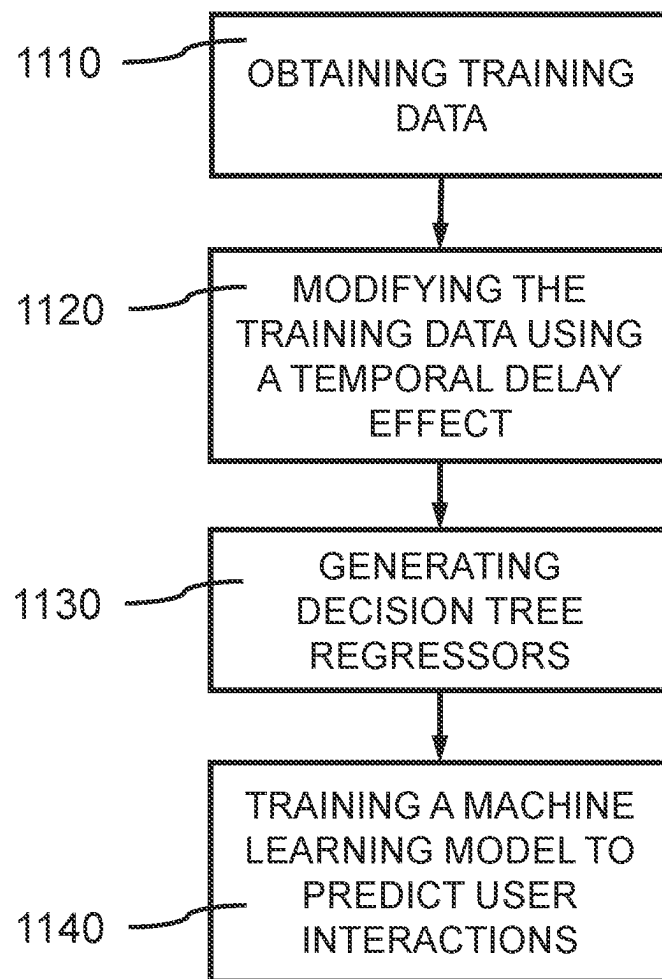 1110
OBTAINING TRAINING
DATA
1120
MODIFYING THE
TRAINING DATA USING
A TEMPORAL DELAY
EFFECT
1130
GENERATING
DECISION TREE
REGRESSORS
1140
TRAINING A MACHINE
LEARNING MODEL TO
PREDICT USER
INTERACTIONS